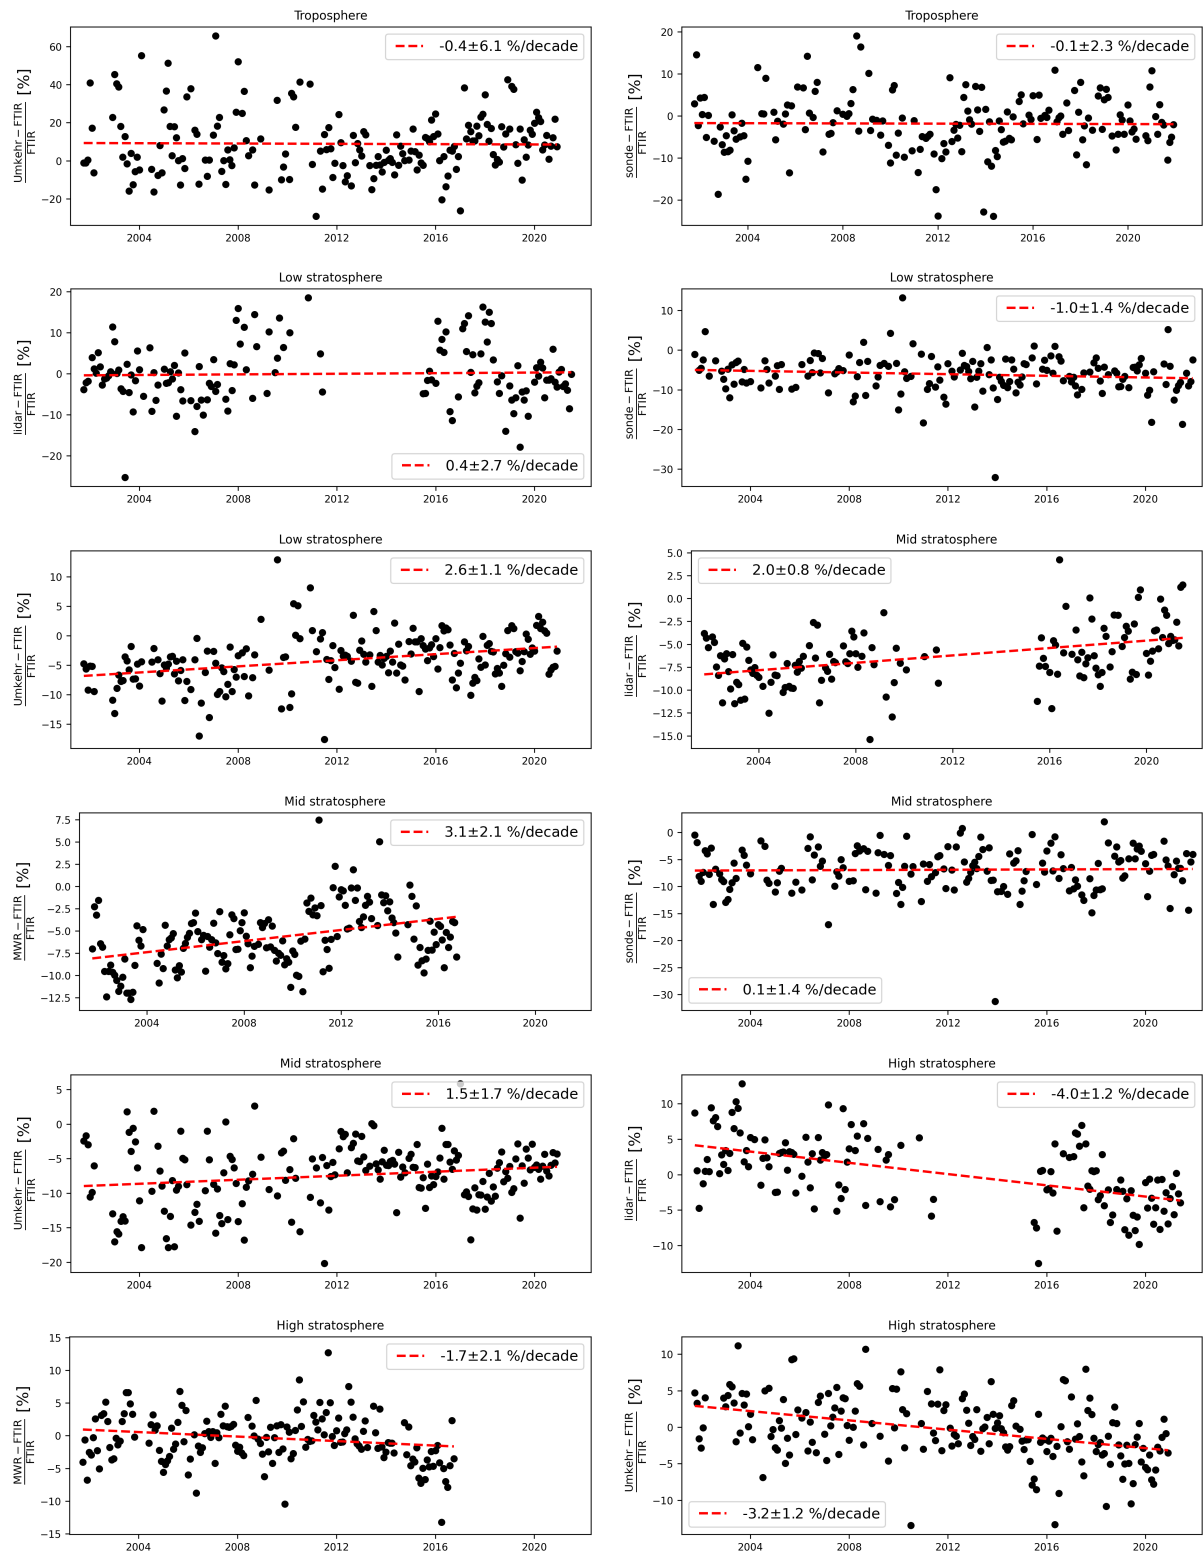 Troposphere
-0.4±6.1 %/decade
Umkehr − FTIR
FTIR
[%]
60
40
20
0
−20
2004 2008 2012 2016 2020
Troposphere
-0.1±2.3 %/decade
sonde − FTIR
FTIR
[%]
20
10
0
−10
−20
2004 2008 2012 2016 2020
Low stratosphere
0.4±2.7 %/decade
lidar − FTIR
FTIR
[%]
20
10
0
−10
−20
2004 2008 2012 2016 2020
Low stratosphere
-1.0±1.4 %/decade
sonde − FTIR
FTIR
[%]
10
0
−10
−20
−30
2004 2008 2012 2016 2020
Low stratosphere
2.6±1.1 %/decade
Umkehr − FTIR
FTIR
[%]
10
5
0
−5
−10
−15
2004 2008 2012 2016 2020
Mid stratosphere
2.0±0.8 %/decade
lidar − FTIR
FTIR
[%]
5.0
2.5
0.0
−2.5
−5.0
−7.5
−10.0
−12.5
−15.0
2004 2008 2012 2016 2020
Mid stratosphere
3.1±2.1 %/decade
MWR − FTIR
FTIR
[%]
7.5
5.0
2.5
0.0
−2.5
−5.0
−7.5
−10.0
−12.5
2004 2008 2012 2016 2020
Mid stratosphere
0.1±1.4 %/decade
sonde − FTIR
FTIR
[%]
0
−5
−10
−15
−20
−25
−30
2004 2008 2012 2016 2020
Mid stratosphere
1.5±1.7 %/decade
Umkehr − FTIR
FTIR
[%]
5
0
−5
−10
−15
−20
2004 2008 2012 2016 2020
High stratosphere
-4.0±1.2 %/decade
lidar − FTIR
FTIR
[%]
10
5
0
−5
−10
2004 2008 2012 2016 2020
High stratosphere
-1.7±2.1 %/decade
MWR − FTIR
FTIR
[%]
15
10
5
0
−5
−10
−15
2004 2008 2012 2016 2020
High stratosphere
-3.2±1.2 %/decade
Umkehr − FTIR
FTIR
[%]
10
5
0
−5
−10
2004 2008 2012 2016 2020